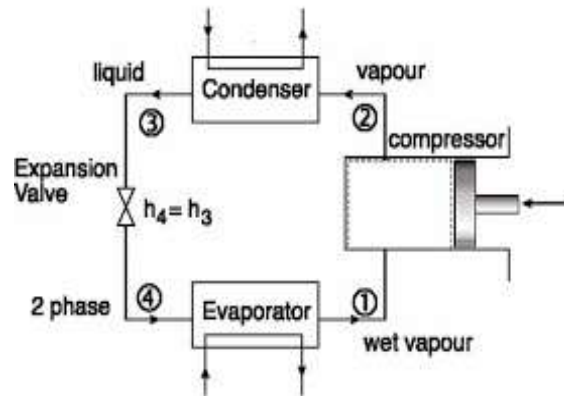 liquid
Condenser
vapour
③
②
compressor
Expansion
Valve
h₄= h₃
④
①
2 phase
Evaporator
wet vapour